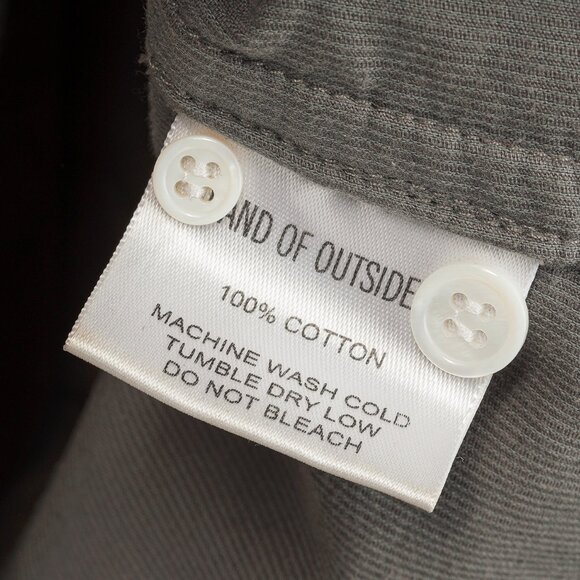 AND OF OUTSIDE
100% COTTON
MACHINE WASH COLD
TUMBLE DRY LOW
DO NOT BLEACH